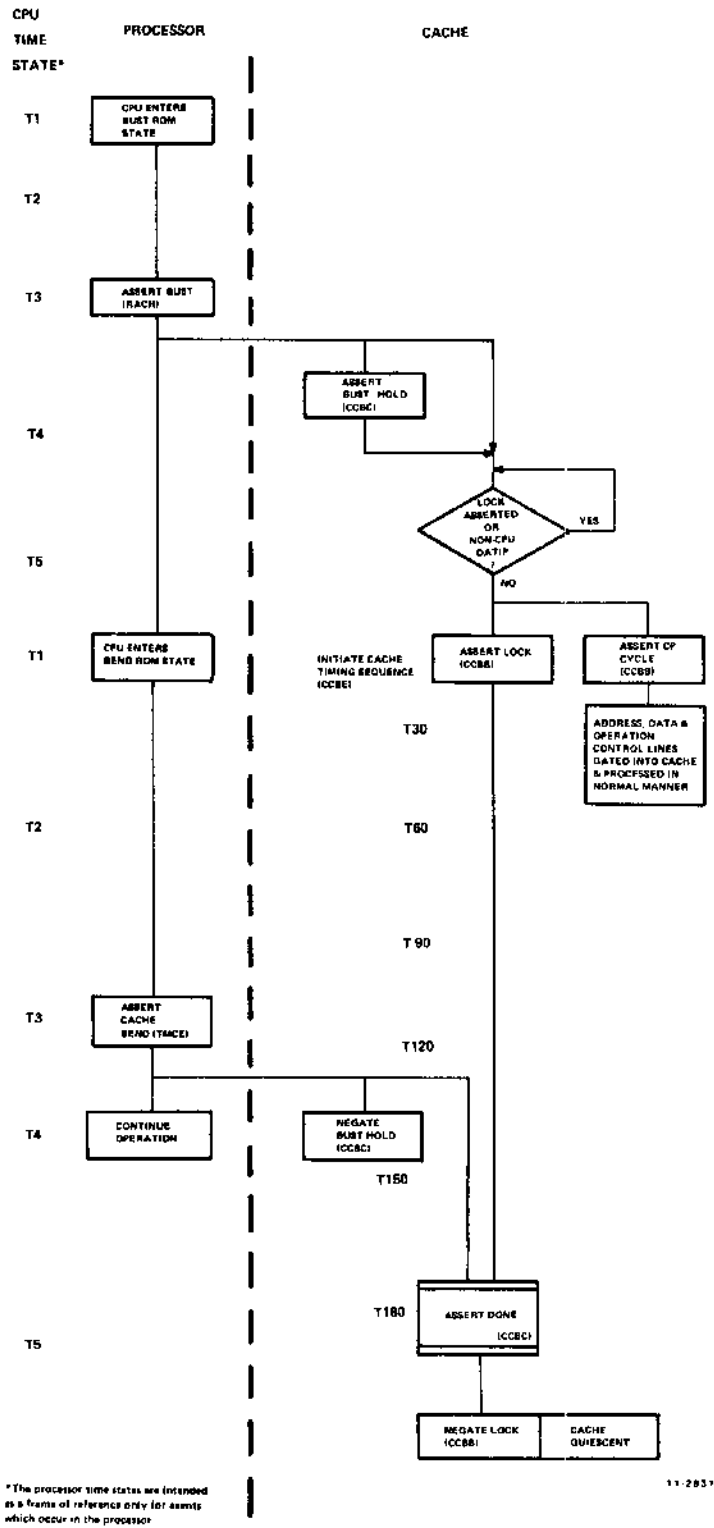 CPU
TIME
STATE*
PROCESSOR
CACHE
T1
CPU ENTERS
BUST ROM
STATE
T2
T3
ASSERT BUST
(RACH)
ASSERT
BUST HOLD
(CCBC)
T4
LOCK
ASSERTED
OR
NON-CPU
DATIP
?
YES
T5
NO
T1
CPU ENTERS
BEND ROM STATE
INITIATE CACHE
TIMING SEQUENCE
(CCBE)
ASSERT LOCK
(CCBB)
ASSERT CP
CYCLE
(CCBB)
T30
ADDRESS, DATA &
OPERATION
CONTROL LINES
GATED INTO CACHE
& PROCESSED IN
NORMAL MANNER
T2
T60
T90
T3
ASSERT
CACHE
BEND (TMCE)
T120
T4
CONTINUE
OPERATION
NEGATE
BUST HOLD
(CCBC)
T150
T180
ASSERT DONE
(CCBC)
T5
NEGATE LOCK
(CCBB)
CACHE
QUIESCENT
*The processor time states are intended
as a frame of reference only for events
which occur in the processor
11-2837